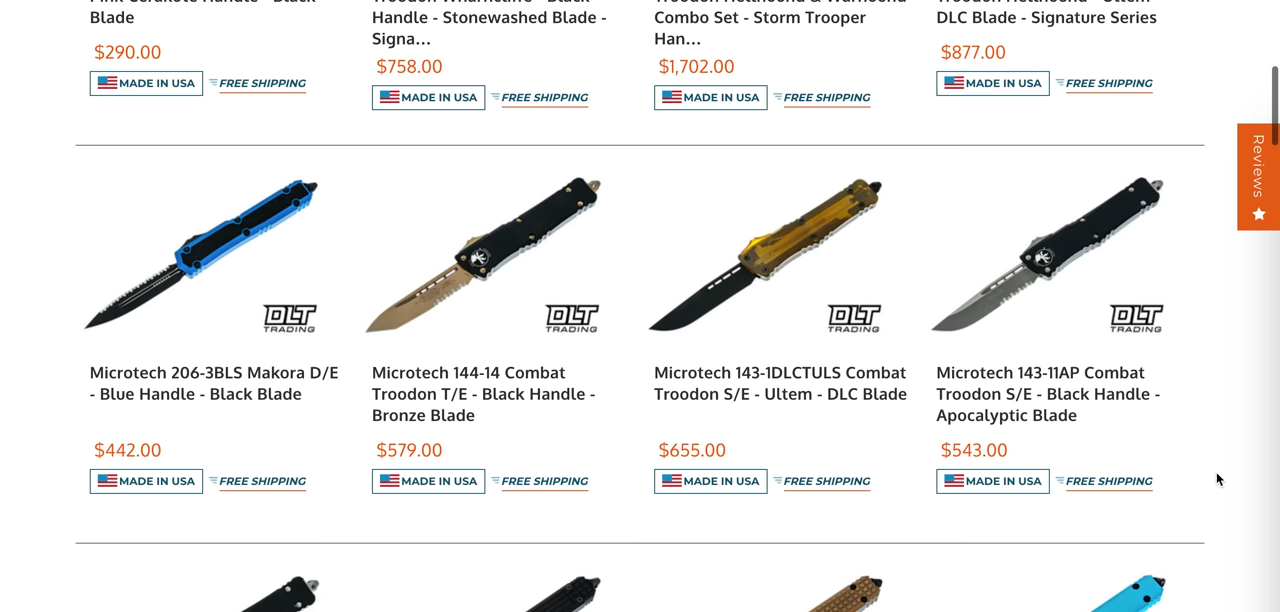 Blade
$290.00
MADE IN USA FREE SHIPPING
Handle - Stonewashed Blade -
Signa...
$758.00
MADE IN USA FREE SHIPPING
Combo Set - Storm Trooper
Han...
$1,702.00
MADE IN USA FREE SHIPPING
DLC Blade - Signature Series
$877.00
MADE IN USA FREE SHIPPING
Reviews
DLT
TRADING
Microtech 206-3BLS Makora D/E
- Blue Handle - Black Blade
$442.00
MADE IN USA FREE SHIPPING
DLT
TRADING
Microtech 144-14 Combat
Troodon T/E - Black Handle -
Bronze Blade
$579.00
MADE IN USA FREE SHIPPING
DLT
TRADING
Microtech 143-1DLCTULS Combat
Troodon S/E - Ultem - DLC Blade
$655.00
MADE IN USA FREE SHIPPING
DLT
TRADING
Microtech 143-11AP Combat
Troodon S/E - Black Handle -
Apocalyptic Blade
$543.00
MADE IN USA FREE SHIPPING